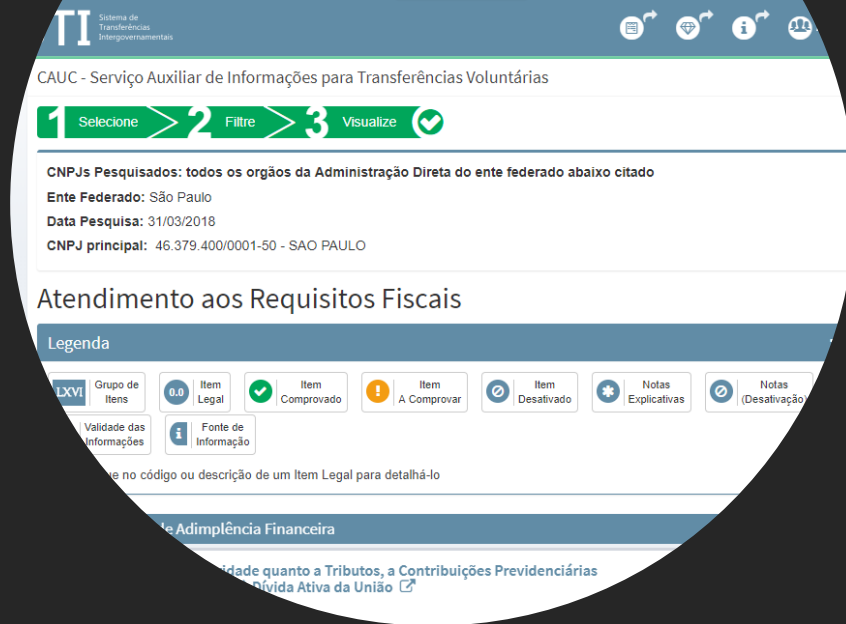 TI
Sistema de
Transferências
Intergovernamentais
CAUC - Serviço Auxiliar de Informações para Transferências Voluntárias
1 Selecione 2 Filtre 3 Visualize
CNPJs Pesquisados: todos os orgãos da Administração Direta do ente federado abaixo citado
Ente Federado: São Paulo
Data Pesquisa: 31/03/2018
CNPJ principal: 46.379.400/0001-50 - SAO PAULO
Atendimento aos Requisitos Fiscais
Legenda
LXVI Grupo de Itens
0.0 Item Legal
Item Comprovado
Item A Comprovar
Item Desativado
Notas Explicativas
Notas (Desativação)
Validade das Informações
Fonte de Informação
no código ou descrição de um Item Legal para detalhá-lo
Adimplência Financeira
quanto a Tributos, a Contribuições Previdenciárias
Dívida Ativa da União